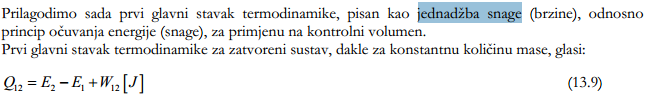 Prilagodimo sada prvi glavni stavak termodinamike, pisan kao jednadžba snage (brzine), odnosno
princip očuvanja energije (snage), za primjenu na kontrolni volumen.
Prvi glavni stavak termodinamike za zatvoreni sustav, dakle za konstantnu količinu mase, glasi:
Q₁₂ = E₂ − E₁ + W₁₂ [J] (13.9)